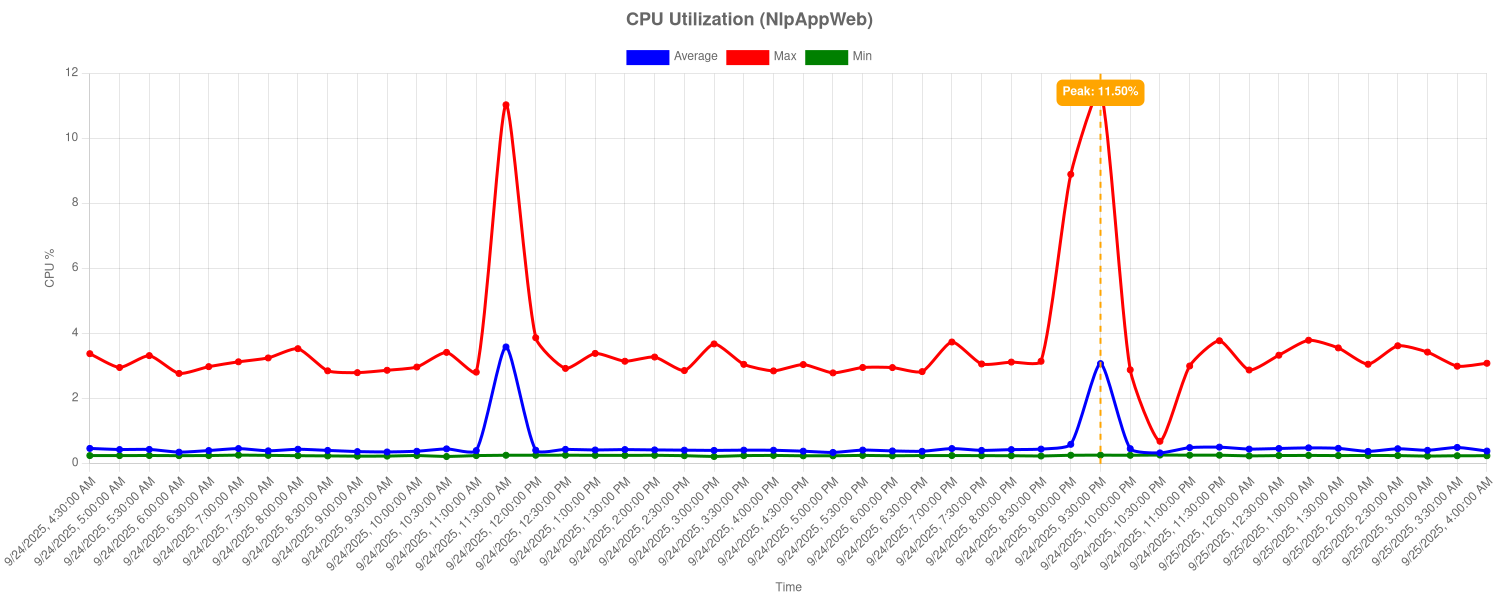 CPU Utilization (NlpAppWeb)
Average Max Min
Peak: 11.50%
12
10
8
6
4
2
0
CPU %
9/24/2025, 4:30:00 AM
9/24/2025, 5:00:00 AM
9/24/2025, 5:30:00 AM
9/24/2025, 6:00:00 AM
9/24/2025, 6:30:00 AM
9/24/2025, 7:00:00 AM
9/24/2025, 7:30:00 AM
9/24/2025, 8:00:00 AM
9/24/2025, 8:30:00 AM
9/24/2025, 9:00:00 AM
9/24/2025, 9:30:00 AM
9/24/2025, 10:00:00 AM
9/24/2025, 10:30:00 AM
9/24/2025, 11:00:00 AM
9/24/2025, 11:30:00 AM
9/24/2025, 12:00:00 PM
9/24/2025, 12:30:00 PM
9/24/2025, 1:00:00 PM
9/24/2025, 1:30:00 PM
9/24/2025, 2:00:00 PM
9/24/2025, 2:30:00 PM
9/24/2025, 3:00:00 PM
9/24/2025, 3:30:00 PM
9/24/2025, 4:00:00 PM
9/24/2025, 4:30:00 PM
9/24/2025, 5:00:00 PM
9/24/2025, 5:30:00 PM
9/24/2025, 6:00:00 PM
9/24/2025, 6:30:00 PM
9/24/2025, 7:00:00 PM
9/24/2025, 7:30:00 PM
9/24/2025, 8:00:00 PM
9/24/2025, 8:30:00 PM
9/24/2025, 9:00:00 PM
9/24/2025, 9:30:00 PM
9/24/2025, 10:00:00 PM
9/24/2025, 10:30:00 PM
9/24/2025, 11:00:00 PM
9/24/2025, 11:30:00 PM
9/25/2025, 12:00:00 AM
9/25/2025, 12:30:00 AM
9/25/2025, 1:00:00 AM
9/25/2025, 1:30:00 AM
9/25/2025, 2:00:00 AM
9/25/2025, 2:30:00 AM
9/25/2025, 3:00:00 AM
9/25/2025, 3:30:00 AM
9/25/2025, 4:00:00 AM
Time